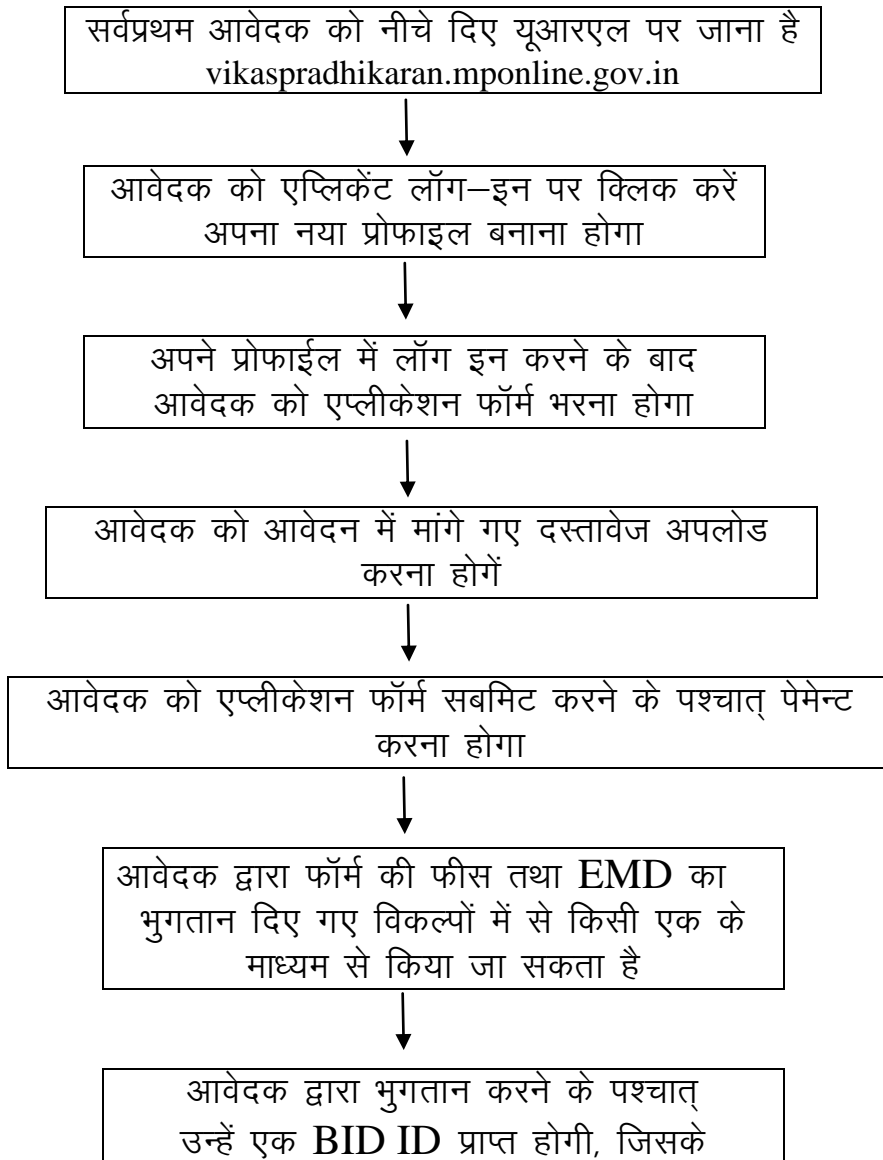 सर्वप्रथम आवेदक को नीचे दिए यूआरएल पर जाना है
vikaspradhikaran.mponline.gov.in
आवेदक को एप्लिकेंट लॉग–इन पर क्लिक करें
अपना नया प्रोफाइल बनाना होगा
अपने प्रोफाईल में लॉग इन करने के बाद
आवेदक को एप्लीकेशन फॉर्म भरना होगा
आवेदक को आवेदन में मांगे गए दस्तावेज अपलोड
करना होगें
आवेदक को एप्लीकेशन फॉर्म सबमिट करने के पश्चात् पेमेन्ट
करना होगा
आवेदक द्वारा फॉर्म की फीस तथा EMD का
भुगतान दिए गए विकल्पों में से किसी एक के
माध्यम से किया जा सकता है
आवेदक द्वारा भुगतान करने के पश्चात्
उन्हें एक BID ID प्राप्त होगी, जिसके